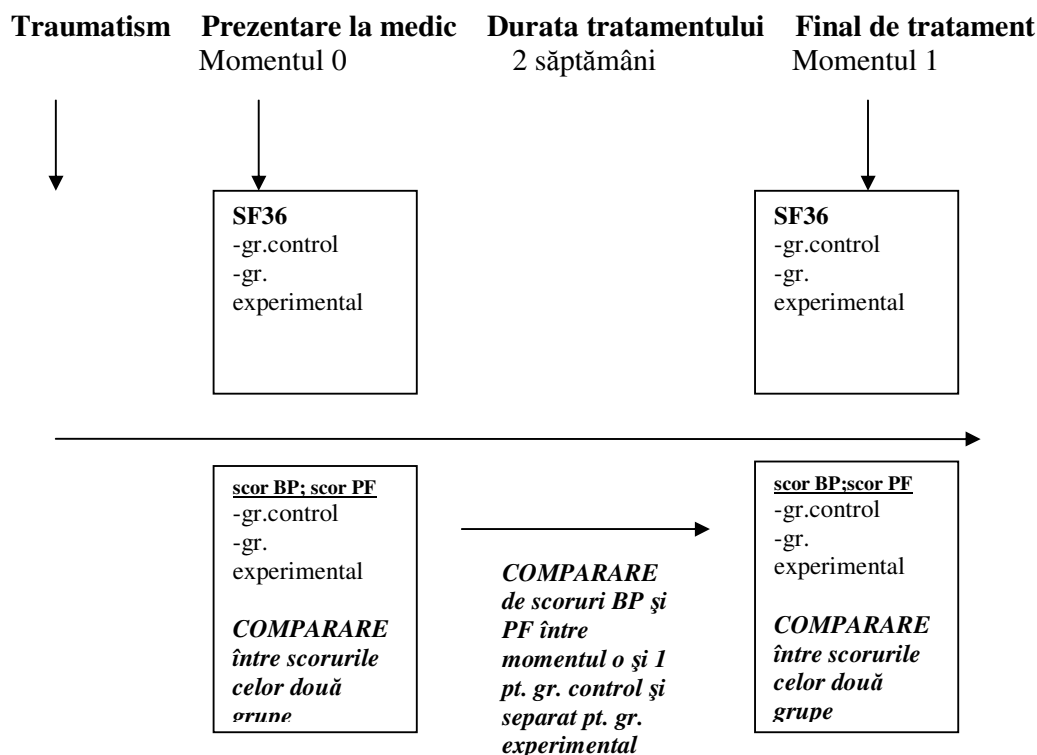 Traumatism Prezentare la medic Durata tratamentului Final de tratament
Momentul 0 2 săptămâni Momentul 1
SF36
-gr.control
-gr.
experimental
SF36
-gr.control
-gr.
experimental
scor BP; scor PF
-gr.control
-gr.
experimental
COMPARARE
între scorurile
celor două
grupe
COMPARARE
de scoruri BP şi
PF între
momentul o şi 1
pt. gr. control şi
separat pt. gr.
experimental
scor BP;scor PF
-gr.control
-gr.
experimental
COMPARARE
între scorurile
celor două
grupe